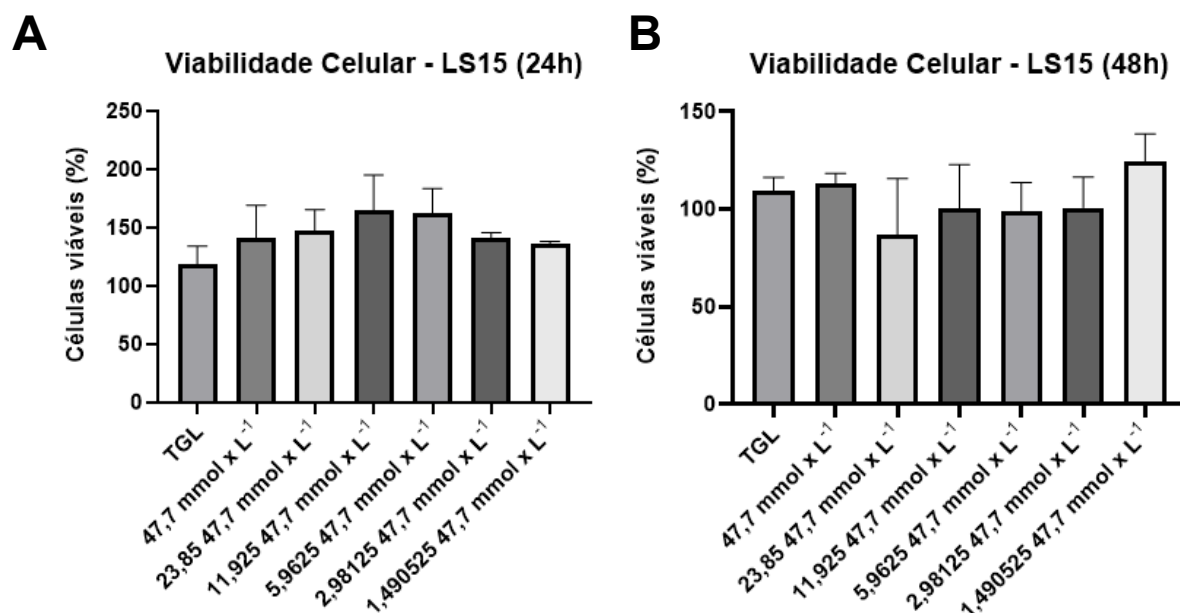 A
Viabilidade Celular - LS15 (24h)
Células viáveis (%)
250
200
150
100
50
0
TGL
47,7 mmol x L⁻¹
23,85 47,7 mmol x L⁻¹
11,925 47,7 mmol x L⁻¹
5,9625 47,7 mmol x L⁻¹
2,98125 47,7 mmol x L⁻¹
1,490525 47,7 mmol x L⁻¹
B
Viabilidade Celular - LS15 (48h)
Células viáveis (%)
150
100
50
0
TGL
47,7 mmol x L⁻¹
23,85 47,7 mmol x L⁻¹
11,925 47,7 mmol x L⁻¹
5,9625 47,7 mmol x L⁻¹
2,98125 47,7 mmol x L⁻¹
1,490525 47,7 mmol x L⁻¹